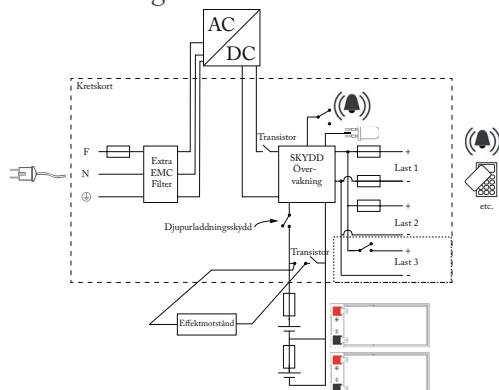 AC
DC
Kretskort
F
N
Extra
EMC
Filter
Transistor
SKYDD
Över-
vakning
+
Last 1
-
+
Last 2
-
+
Last 3
-
etc.
Djupurladdningsskydd
Transistor
Effektmotstånd